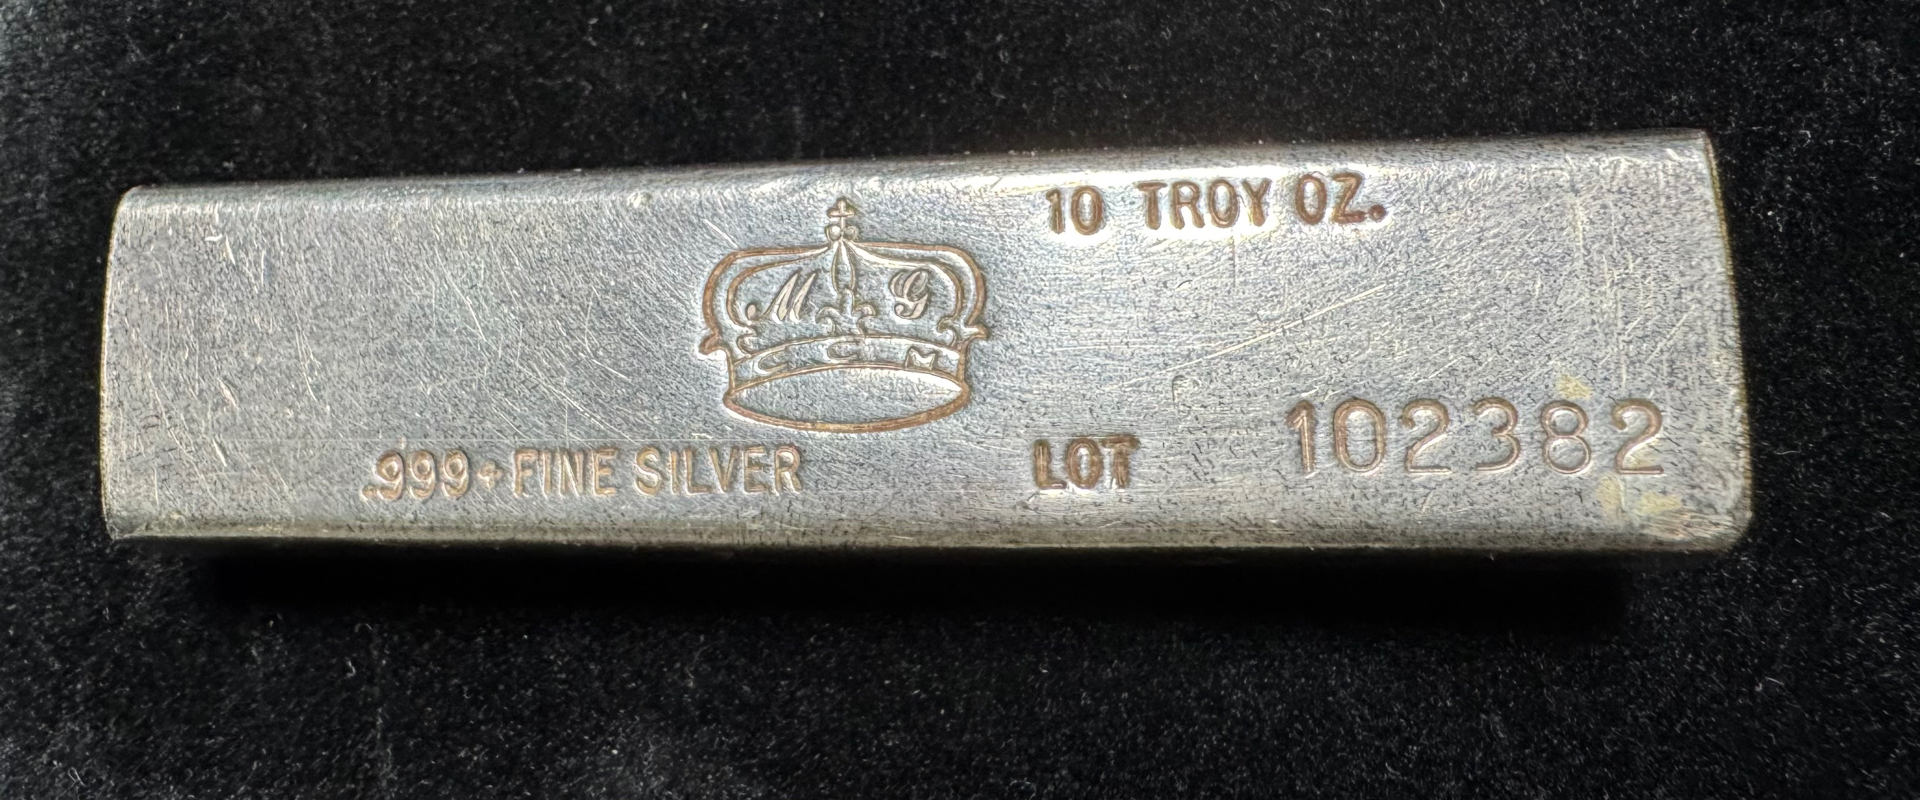 10 TROY OZ.
M G
C C M
.999+ FINE SILVER
LOT 102382